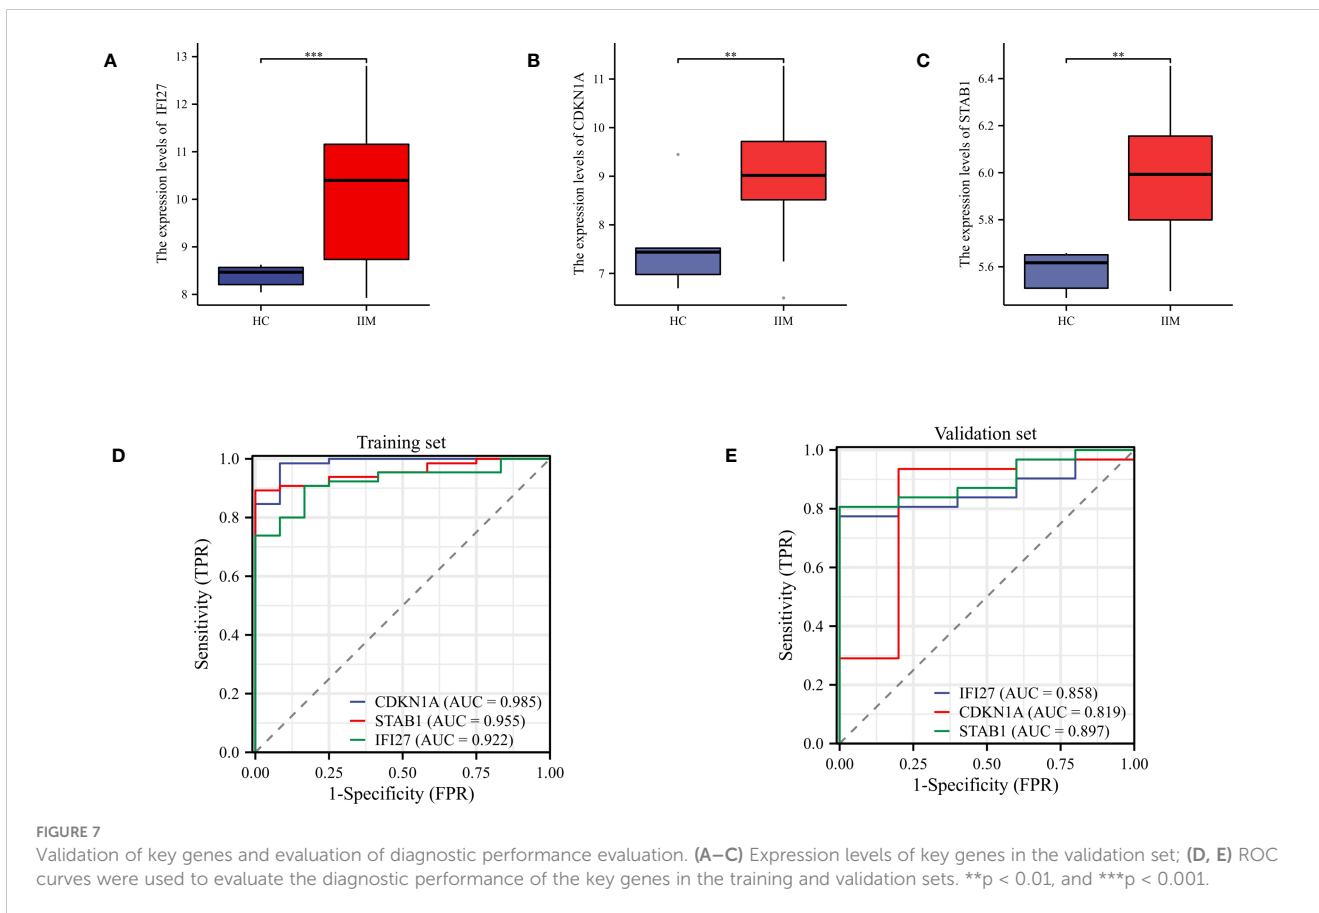 A
The expression levels of IFI27
13
12
11
10
9
8
***
HC
IIM
B
The expression levels of CDKN1A
11
10
9
8
7
**
HC
IIM
C
The expression levels of STAB1
6.4
6.2
6.0
5.8
5.6
**
HC
IIM
D
Training set
Sensitivity (TPR)
1.0
0.8
0.6
0.4
0.2
0.0
CDKN1A (AUC = 0.985)
STAB1 (AUC = 0.955)
IFI27 (AUC = 0.922)
0.00 0.25 0.50 0.75 1.00
1-Specificity (FPR)
E
Validation set
Sensitivity (TPR)
1.0
0.8
0.6
0.4
0.2
0.0
IFI27 (AUC = 0.858)
CDKN1A (AUC = 0.819)
STAB1 (AUC = 0.897)
0.00 0.25 0.50 0.75 1.00
1-Specificity (FPR)
FIGURE 7
Validation of key genes and evaluation of diagnostic performance evaluation. (A–C) Expression levels of key genes in the validation set; (D, E) ROC
curves were used to evaluate the diagnostic performance of the key genes in the training and validation sets. **p < 0.01, and ***p < 0.001.